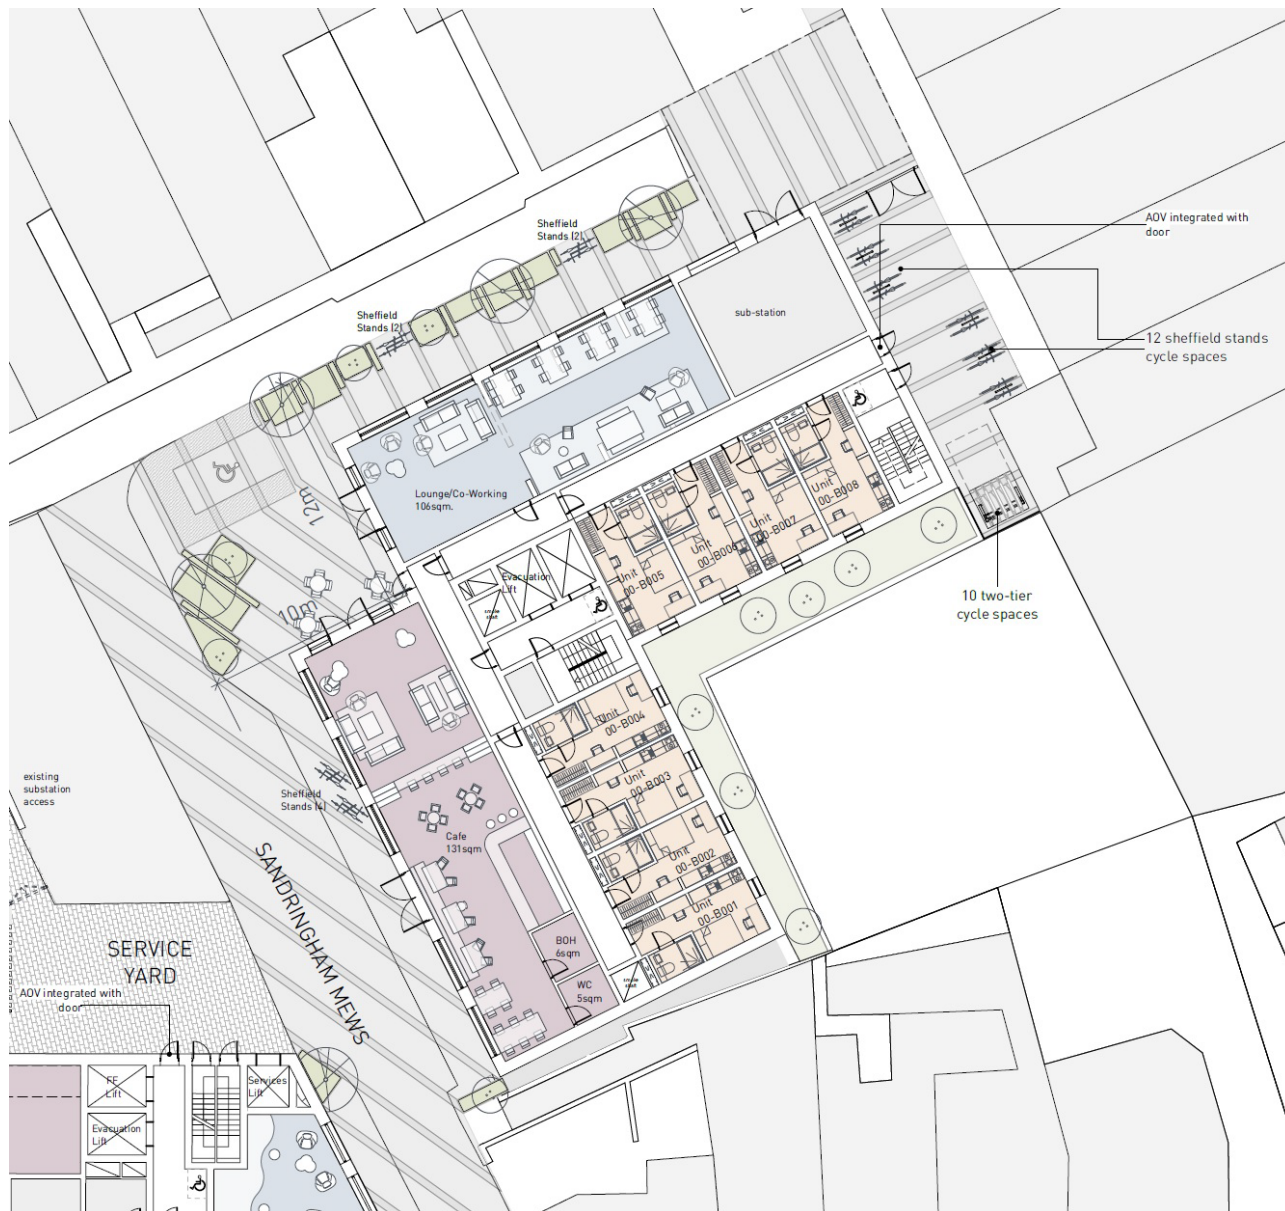 Sheffield
Stands (2)
AOV integrated with
door
Sheffield
Stands (2)
sub-station
12 sheffield stands
cycle spaces
12m
Lounge/Co-Working
106sqm.
Unit
00-B008
Unit
00-B007
Unit
00-B006
Unit
00-B005
Evacuation
Lift
smoke
shaft
10m
10 two-tier
cycle spaces
Unit
00-B004
existing
substation
access
Sheffield
Stands (4)
Unit
00-B003
Cafe
131sqm
Unit
00-B002
SANDRINGHAM MEWS
Unit
00-B001
SERVICE
YARD
BOH
6sqm
WC
5sqm
smoke
shaft
AOV integrated with
door
FF
Lift
Services
Lift
Evacuation
Lift